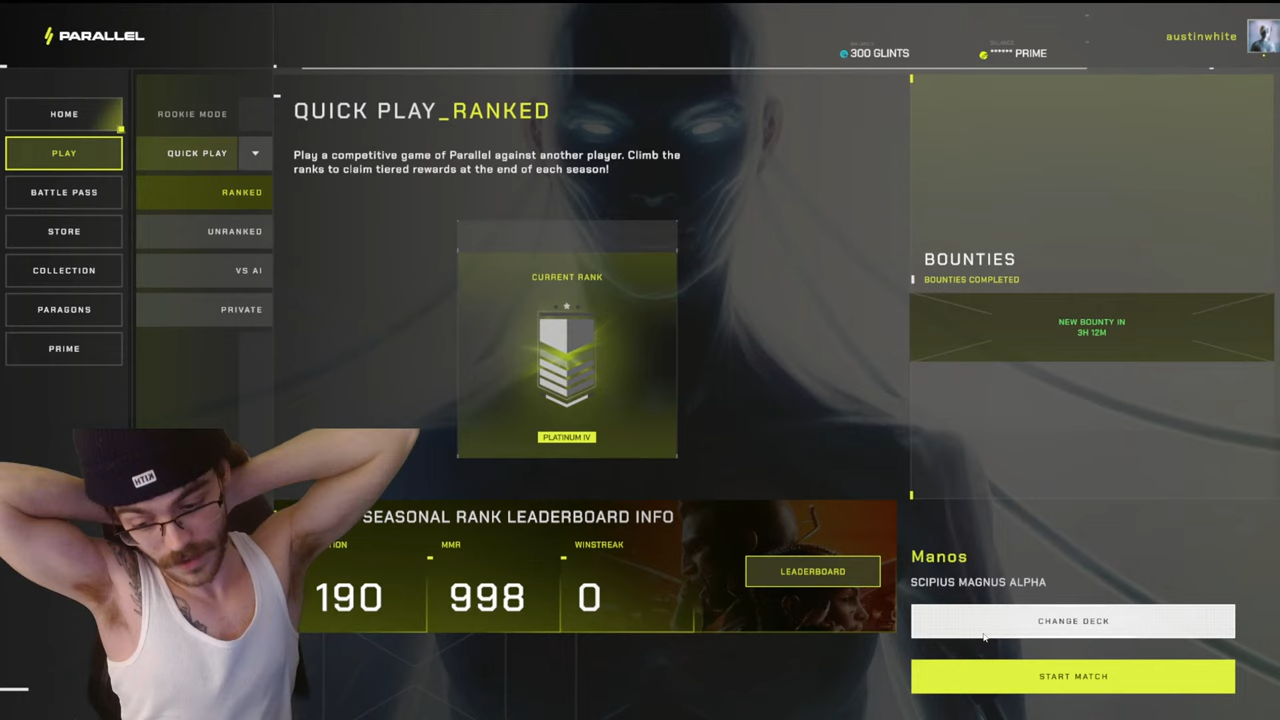 PARALLEL
300 GLINTS
****** PRIME
austinwhite
HOME
PLAY
BATTLE PASS
STORE
COLLECTION
PARAGONS
PRIME
ROOKIE MODE
QUICK PLAY
RANKED
UNRANKED
VS AI
PRIVATE
QUICK PLAY_RANKED
Play a competitive game of Parallel against another player. Climb the
ranks to claim tiered rewards at the end of each season!
CURRENT RANK
PLATINUM IV
SEASONAL RANK LEADERBOARD INFO
MMR
WINSTREAK
190
998
0
LEADERBOARD
BOUNTIES
BOUNTIES COMPLETED
NEW BOUNTY IN
3H 12M
Manos
SCIPIUS MAGNUS ALPHA
CHANGE DECK
START MATCH
KITH